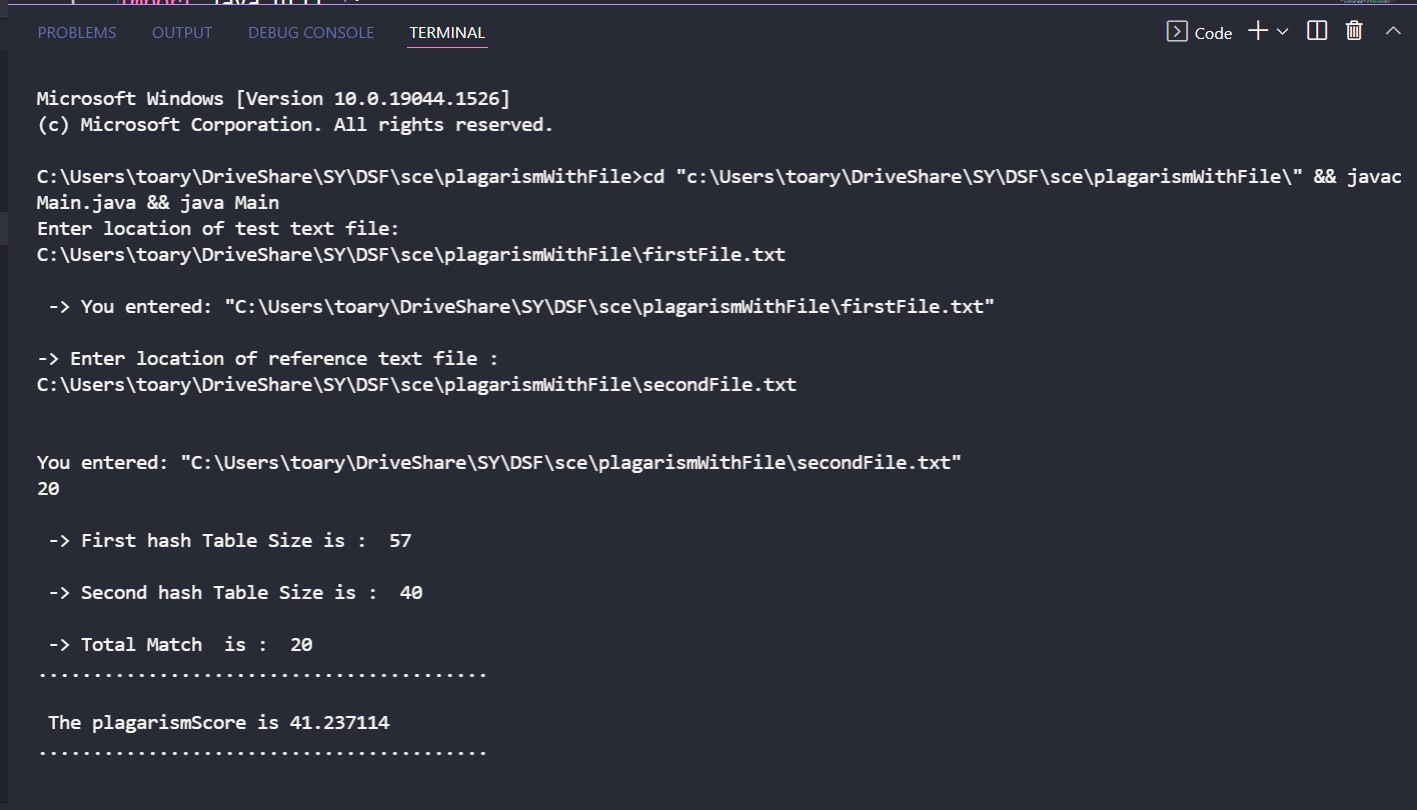 import java.util.*;
PROBLEMS OUTPUT DEBUG CONSOLE TERMINAL Code
Microsoft Windows [Version 10.0.19044.1526]
(c) Microsoft Corporation. All rights reserved.
C:\Users\toary\DriveShare\SY\DSF\sce\plagarismWithFile>cd "c:\Users\toary\DriveShare\SY\DSF\sce\plagarismWithFile\" && javac
Main.java && java Main
Enter location of test text file:
C:\Users\toary\DriveShare\SY\DSF\sce\plagarismWithFile\firstFile.txt
-> You entered: "C:\Users\toary\DriveShare\SY\DSF\sce\plagarismWithFile\firstFile.txt"
-> Enter location of reference text file :
C:\Users\toary\DriveShare\SY\DSF\sce\plagarismWithFile\secondFile.txt
You entered: "C:\Users\toary\DriveShare\SY\DSF\sce\plagarismWithFile\secondFile.txt"
20
-> First hash Table Size is :  57
-> Second hash Table Size is :  40
-> Total Match  is :  20
.........................................
The plagarismScore is 41.237114
.........................................